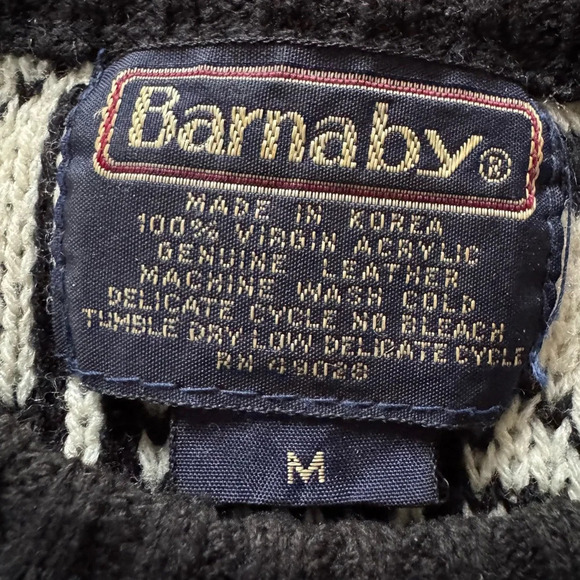 Barnaby®
MADE IN KOREA
100% VIRGIN ACRYLIC
GENUINE LEATHER
MACHINE WASH COLD
DELICATE CYCLE NO BLEACH
TUMBLE DRY LOW DELICATE CYCLE
RN 49028
M